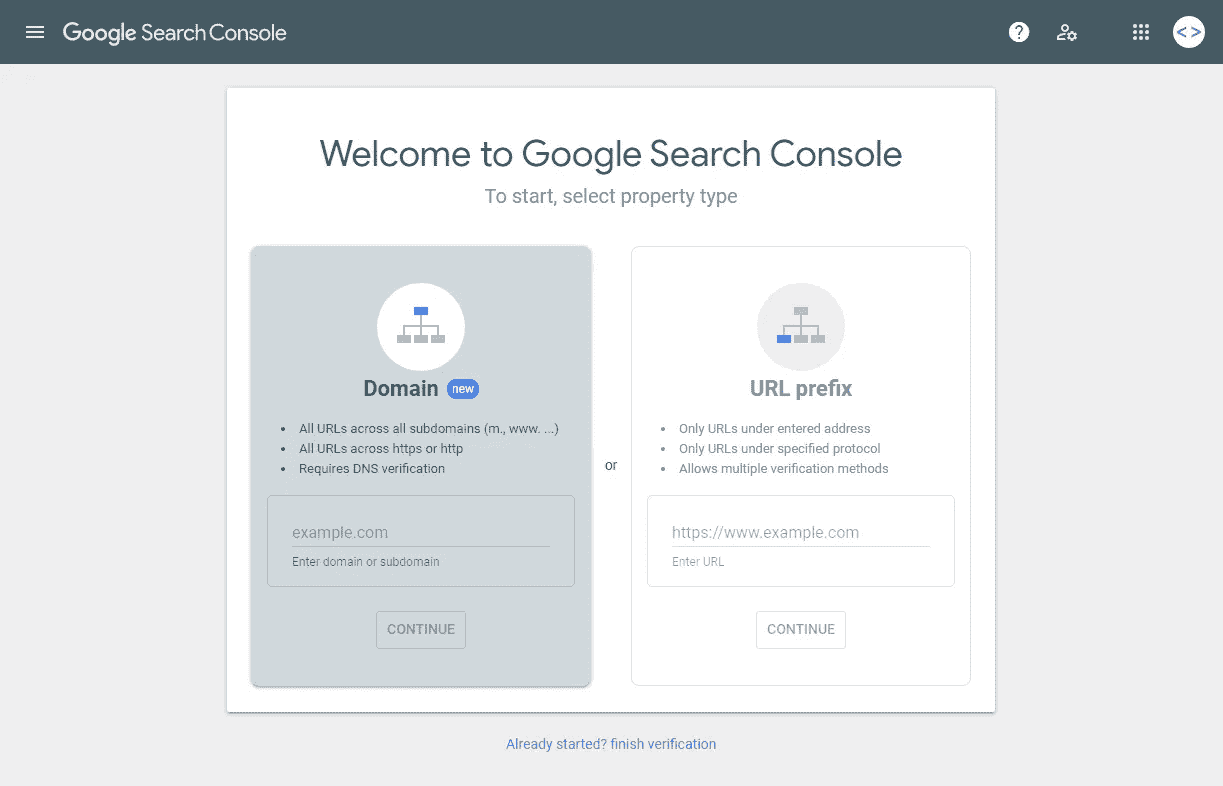 Google Search Console
?
< >
Welcome to Google Search Console
To start, select property type
Domain new
• All URLs across all subdomains (m., www. ...)
• All URLs across https or http
• Requires DNS verification
example.com
Enter domain or subdomain
CONTINUE
or
URL prefix
• Only URLs under entered address
• Only URLs under specified protocol
• Allows multiple verification methods
https://www.example.com
Enter URL
CONTINUE
Already started? finish verification